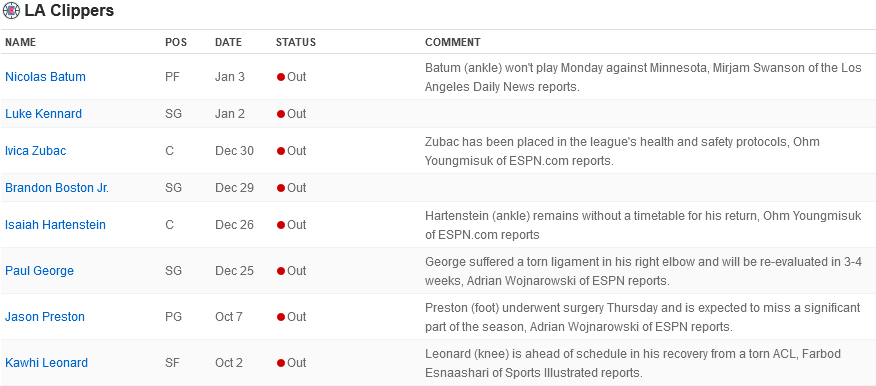 LA Clippers
NAME POS DATE STATUS COMMENT
Nicolas Batum PF Jan 3 Out Batum (ankle) won't play Monday against Minnesota, Mirjam Swanson of the Los
Angeles Daily News reports.
Luke Kennard SG Jan 2 Out
Ivica Zubac C Dec 30 Out Zubac has been placed in the league's health and safety protocols, Ohm
Youngmisuk of ESPN.com reports.
Brandon Boston Jr. SG Dec 29 Out
Isaiah Hartenstein C Dec 26 Out Hartenstein (ankle) remains without a timetable for his return, Ohm Youngmisuk
of ESPN.com reports
Paul George SG Dec 25 Out George suffered a torn ligament in his right elbow and will be re-evaluated in 3-4
weeks, Adrian Wojnarowski of ESPN reports.
Jason Preston PG Oct 7 Out Preston (foot) underwent surgery Thursday and is expected to miss a significant
part of the season, Adrian Wojnarowski of ESPN reports.
Kawhi Leonard SF Oct 2 Out Leonard (knee) is ahead of schedule in his recovery from a torn ACL, Farbod
Esnaashari of Sports Illustrated reports.